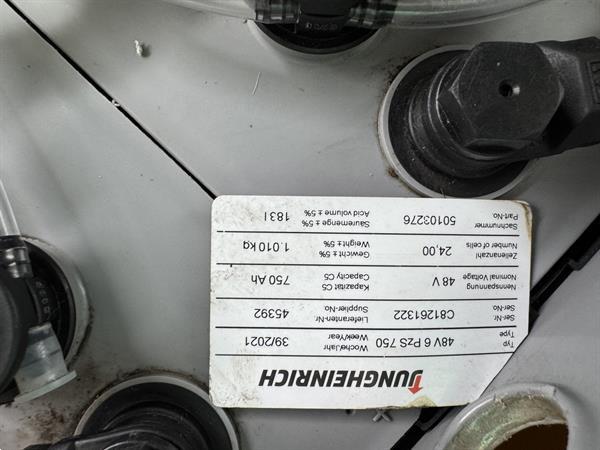 JUNGHEINRICH
Typ
Type
48V 6 PzS 750
Woche/Jahr
Week/Year
39/2021
Ser-Nr.
Ser-No.
C81261322
Lieferanten-Nr.
Supplier-No.
45392
Nennspannung
Nominal Voltage
48 V
Kapazität C5
Capacity C5
750 Ah
Zellenanzahl
Number of cells
24,00
Gewicht ± 5%
Weight ± 5%
1.010 kg
Sachnummer
Part-No.
50103276
Säuremenge ± 5%
Acid volume ± 5%
183 l